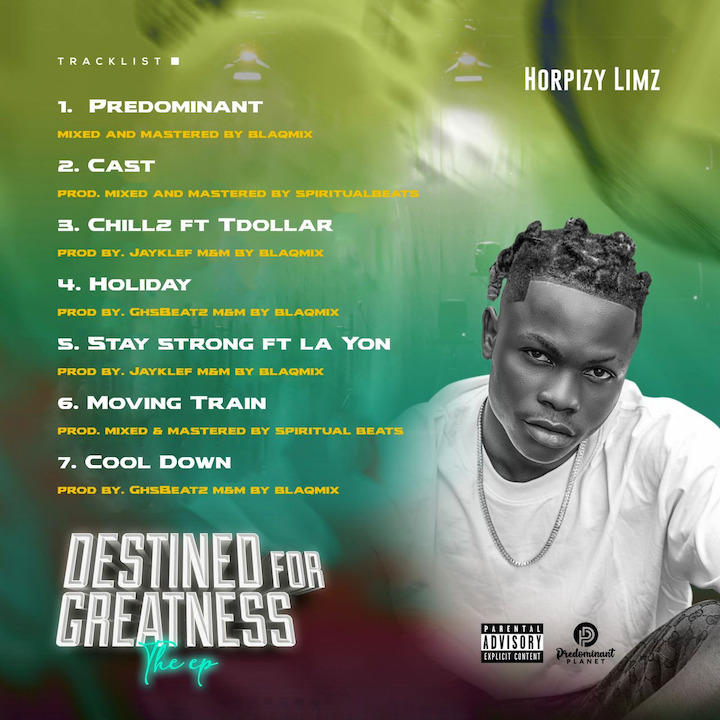 TRACKLIST
HORPIZY LIMZ
1. PREDOMINANT
MIXED AND MASTERED BY BLAQMIX
2. CAST
PROD. MIXED AND MASTERED BY SPIRITUALBEATS
3. CHILLZ FT TDOLLAR
PROD BY. JAYKLEF M&M BY BLAQMIX
4. HOLIDAY
PROD BY. GHSBEATZ M&M BY BLAQMIX
5. STAY STRONG FT LA YON
PROD BY. JAYKLEF M&M BY BLAQMIX
6. MOVING TRAIN
PROD. MIXED & MASTERED BY SPIRITUAL BEATS
7. COOL DOWN
PROD BY. GHSBEATZ M&M BY BLAQMIX
DESTINED FOR
GREATNESS
The ep
PARENTAL
ADVISORY
EXPLICIT CONTENT
Predominant
PLANET